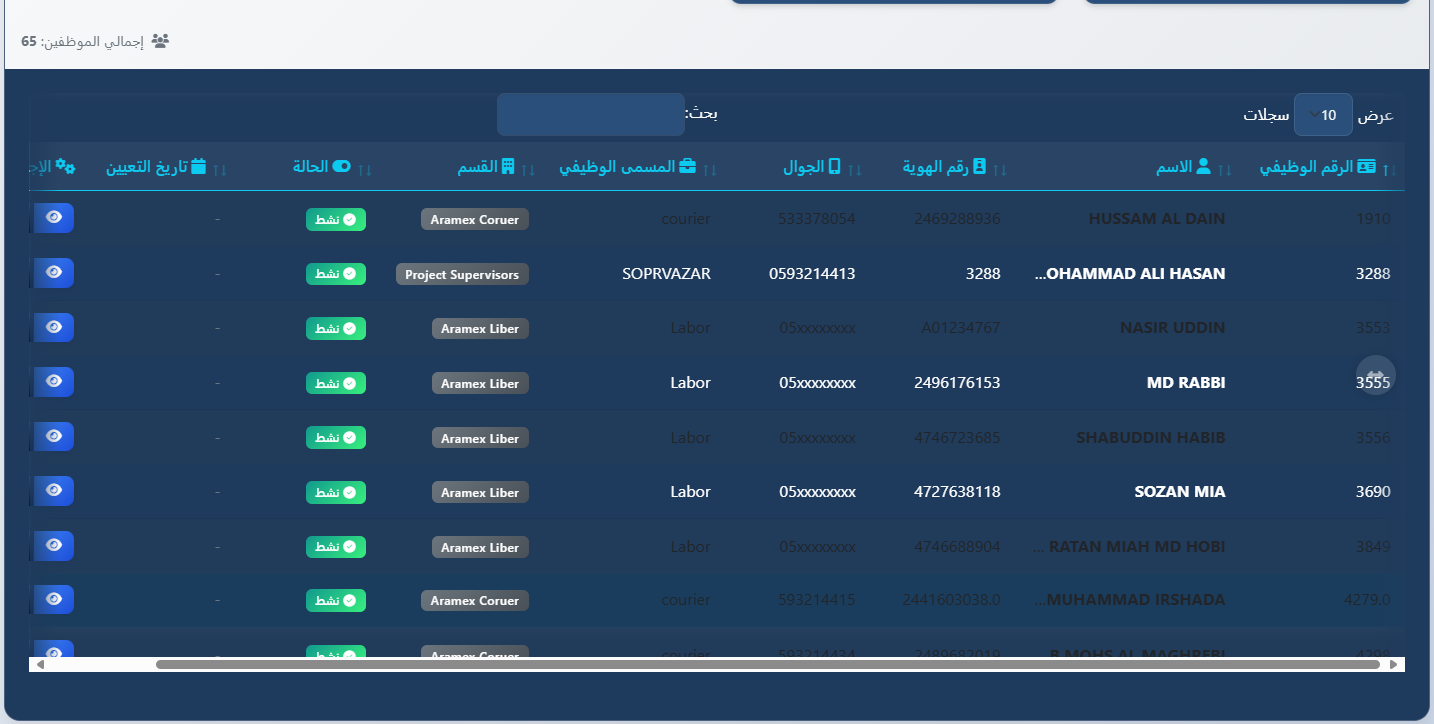 إجمالي الموظفين: 65
عرض 10 سجلات
بحث:
الرقم الوظيفي الاسم رقم الهوية الجوال المسمى الوظيفي القسم الحالة تاريخ التعيين
1910 HUSSAM AL DAIN 2469288936 533378054 courier Aramex Coruer نشط -
3288 OHAMMAD ALI HASAN... 3288 0593214413 SOPRVAZAR Project Supervisors نشط -
3553 NASIR UDDIN A01234767 05xxxxxxxx Labor Aramex Liber نشط -
3555 MD RABBI 2496176153 05xxxxxxxx Labor Aramex Liber نشط -
3556 SHABUDDIN HABIB 4746723685 05xxxxxxxx Labor Aramex Liber نشط -
3690 SOZAN MIA 4727638118 05xxxxxxxx Labor Aramex Liber نشط -
3849 RATAN MIAH MD HOBI ... 4746688904 05xxxxxxxx Labor Aramex Liber نشط -
4279.0 MUHAMMAD IRSHADA... 2441603038.0 593214415 courier Aramex Coruer نشط -
4298 B MOHS AL MAGHREBI 2489682019 593214434 courier Aramex Coruer نشط